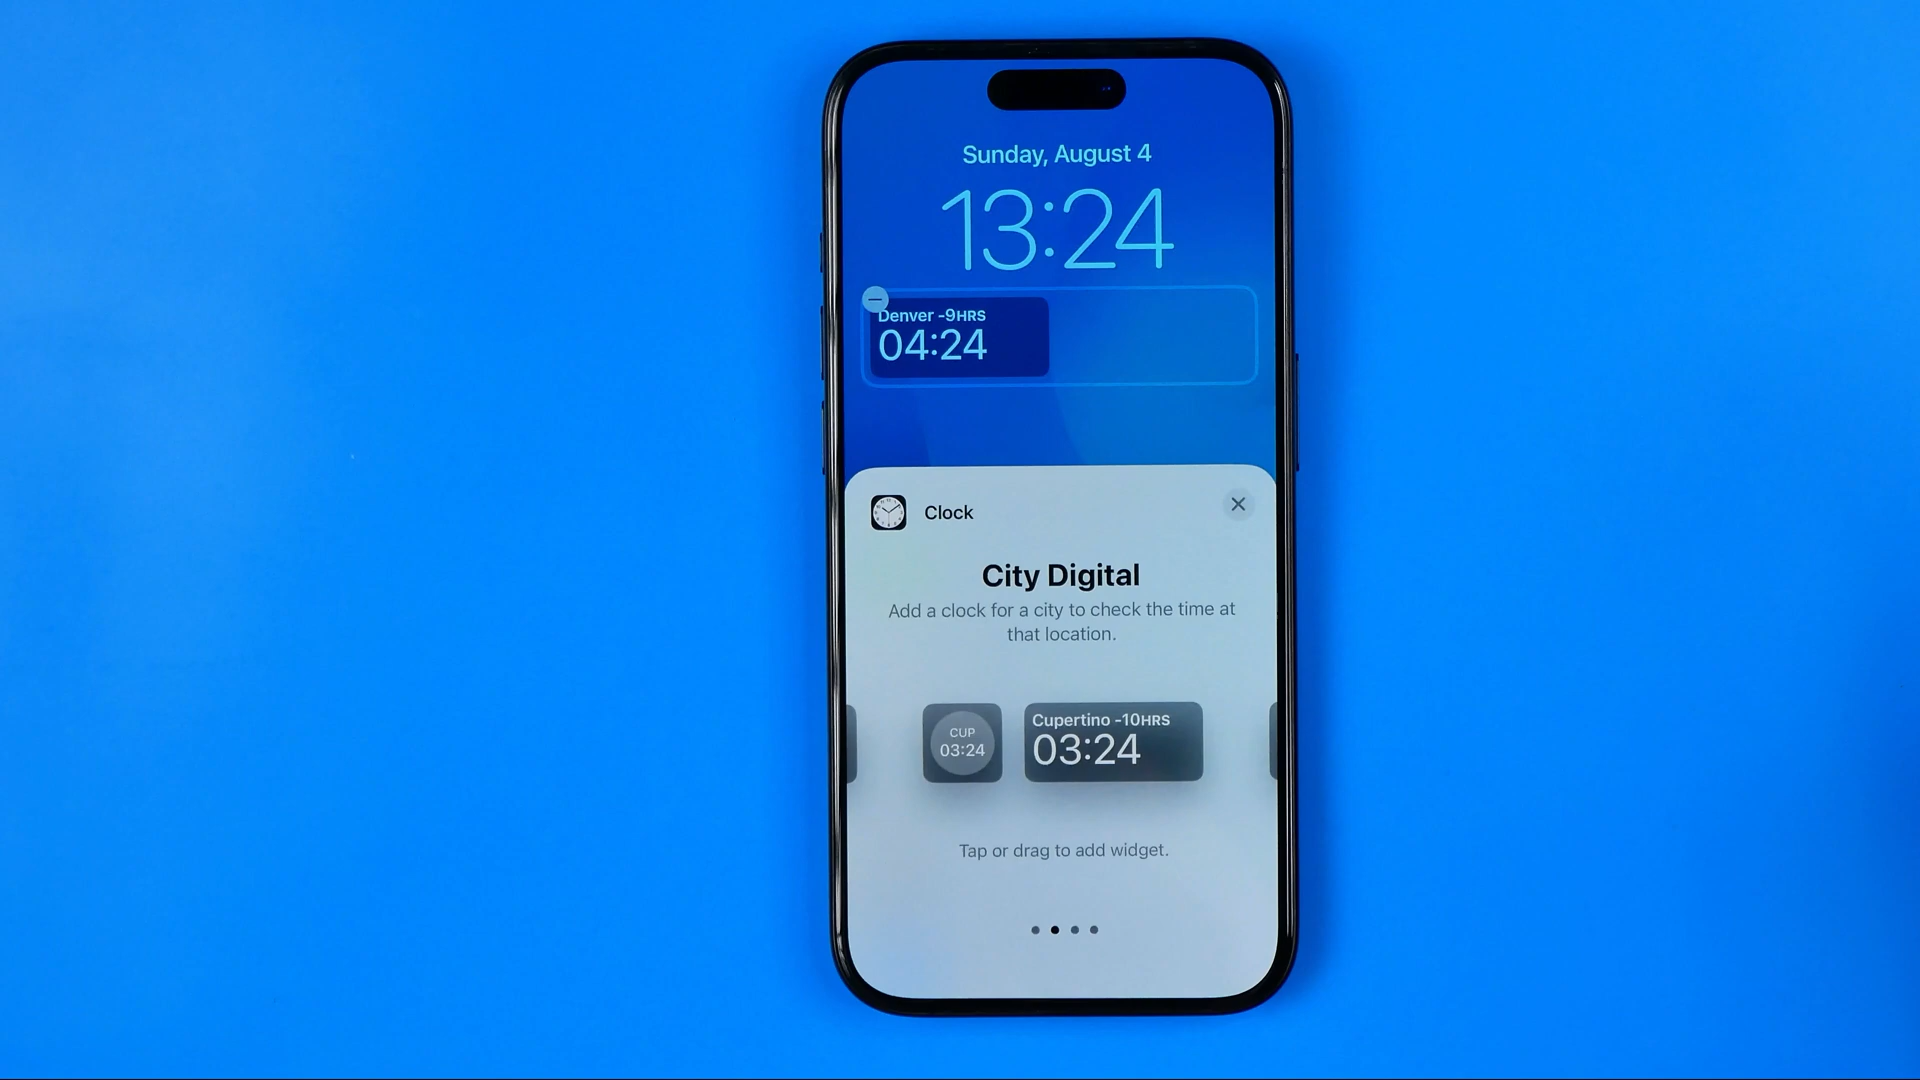 Sunday, August 4
13:24
Denver -9HRS
04:24
Clock
City Digital
Add a clock for a city to check the time at
that location.
CUP
03:24
Cupertino -10HRS
03:24
Tap or drag to add widget.